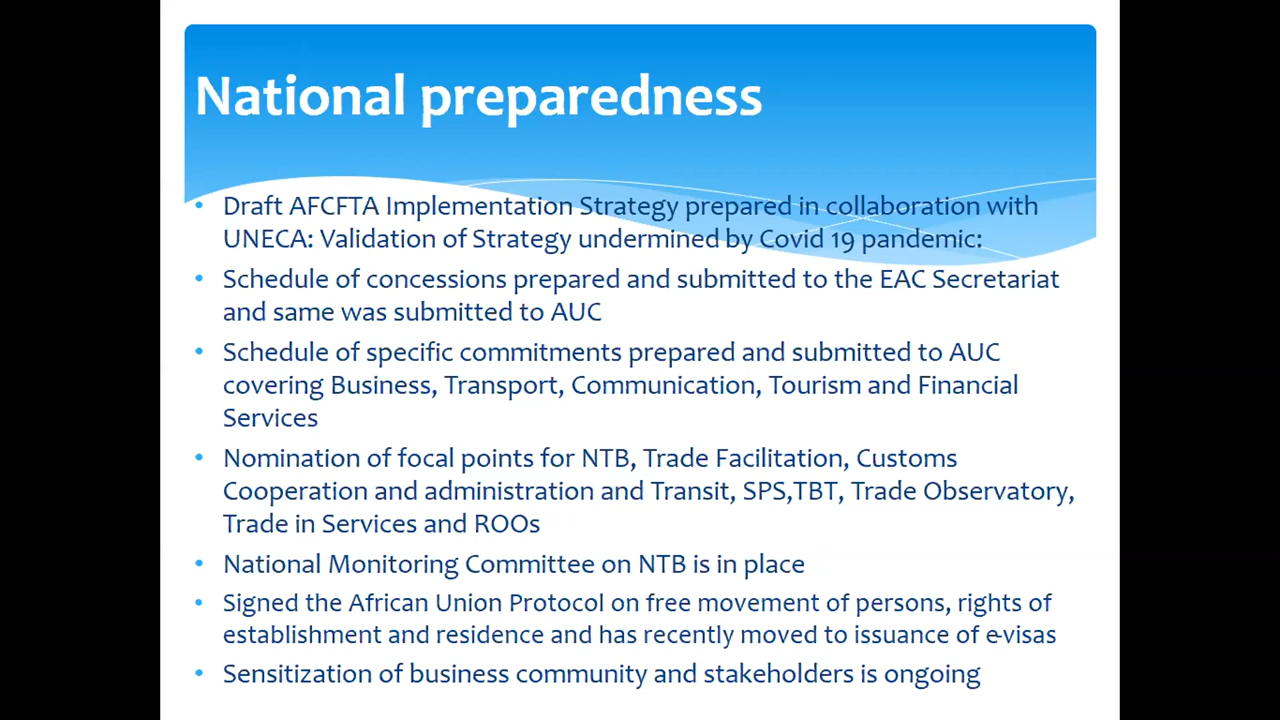 National preparedness
• Draft AFCFTA Implementation Strategy prepared in collaboration with
UNECA: Validation of Strategy undermined by Covid 19 pandemic:
• Schedule of concessions prepared and submitted to the EAC Secretariat
and same was submitted to AUC
• Schedule of specific commitments prepared and submitted to AUC
covering Business, Transport, Communication, Tourism and Financial
Services
• Nomination of focal points for NTB, Trade Facilitation, Customs
Cooperation and administration and Transit, SPS,TBT, Trade Observatory,
Trade in Services and ROOs
• National Monitoring Committee on NTB is in place
• Signed the African Union Protocol on free movement of persons, rights of
establishment and residence and has recently moved to issuance of e-visas
• Sensitization of business community and stakeholders is ongoing